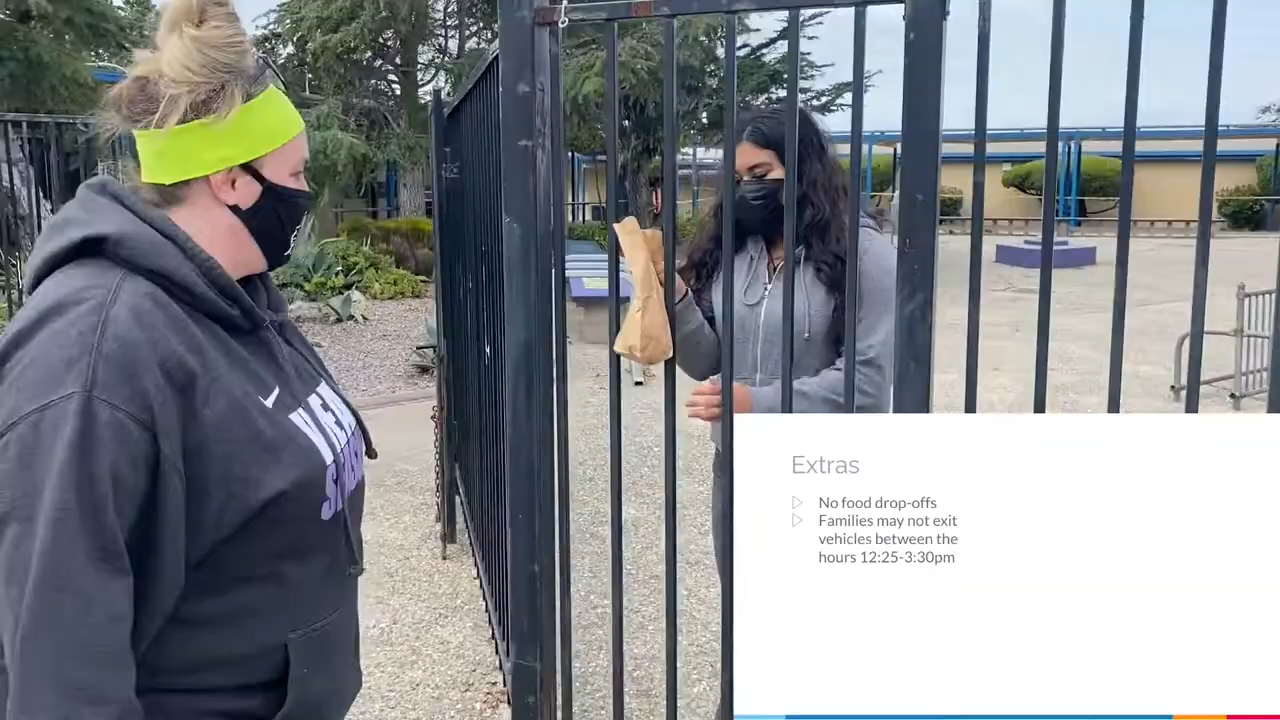 Extras
No food drop-offs
Families may not exit
vehicles between the
hours 12:25-3:30pm